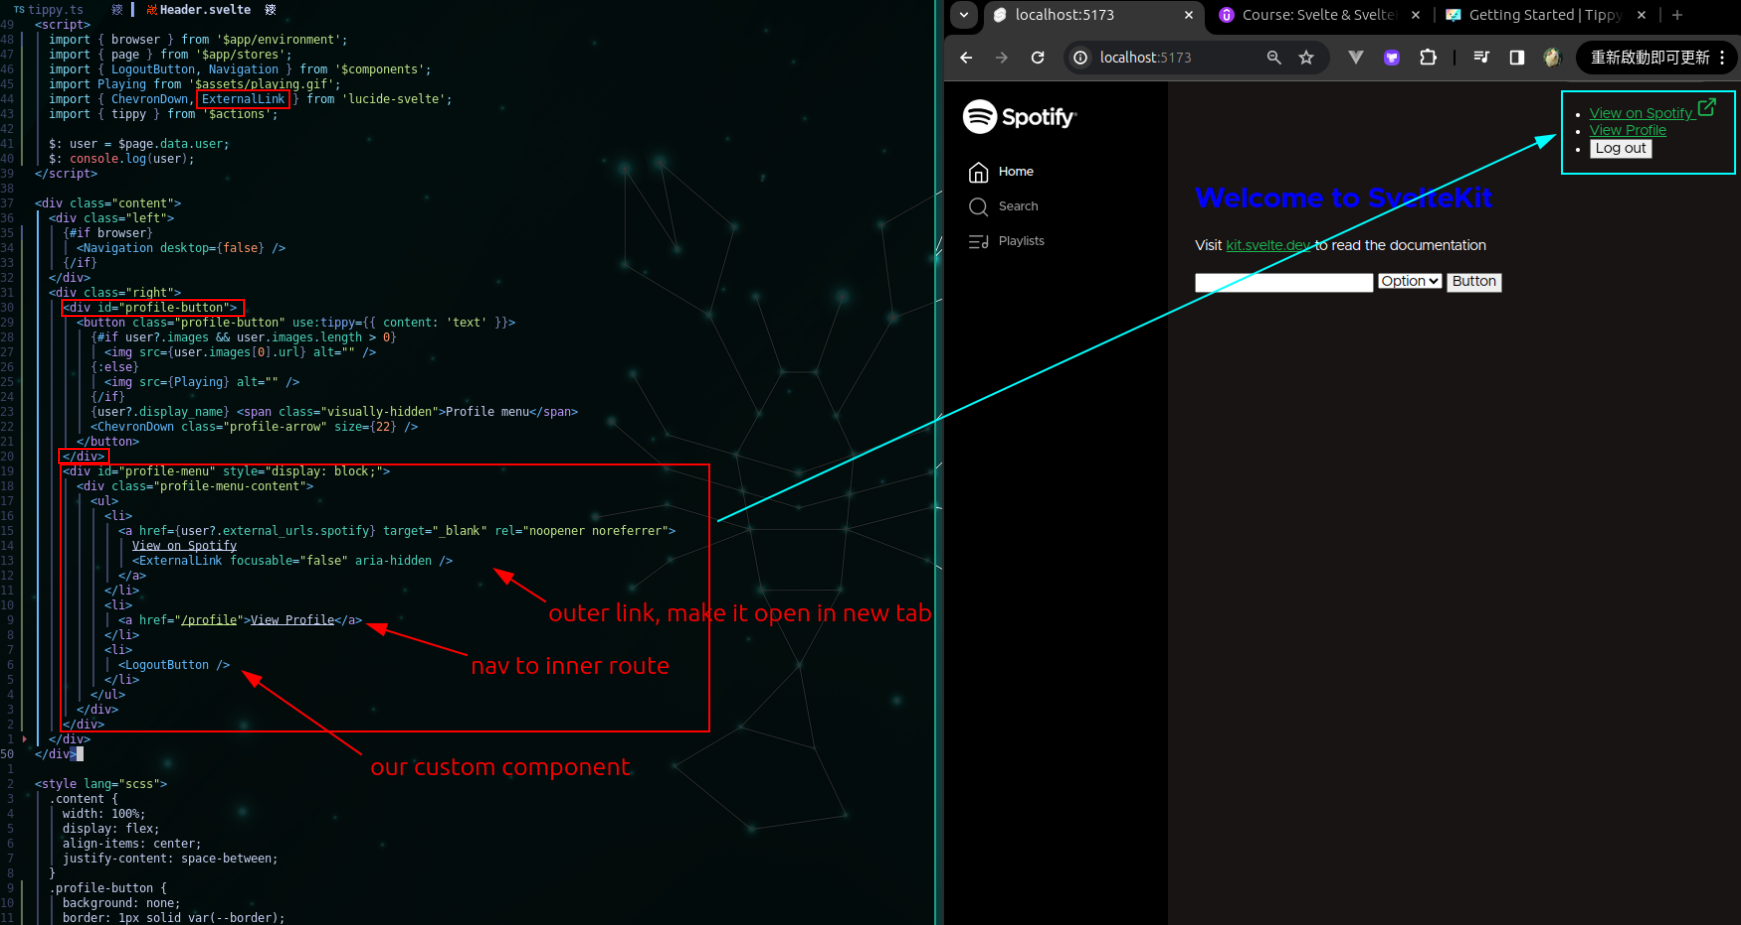 TS tippy.ts Header.svelte
49 <script>
48 import { browser } from '$app/environment';
47 import { page } from '$app/stores';
46 import { LogoutButton, Navigation } from '$components';
45 import Playing from '$assets/playing.gif';
44 import { ChevronDown, ExternalLink } from 'lucide-svelte';
43 import { tippy } from '$actions';
42
41 $: user = $page.data.user;
40 $: console.log(user);
39 </script>
38
37 <div class="content">
36 <div class="left">
35 {#if browser}
34 <Navigation desktop={false} />
33 {/if}
32 </div>
31 <div class="right">
30 <div id="profile-button">
29 <button class="profile-button" use:tippy={{ content: 'text' }}>
28 {#if user?.images && user.images.length > 0}
27 <img src={user.images[0].url} alt="" />
26 {:else}
25 <img src={Playing} alt="" />
24 {/if}
23 {user?.display_name} <span class="visually-hidden">Profile menu</span>
22 <ChevronDown class="profile-arrow" size={22} />
21 </button>
20 </div>
19 <div id="profile-menu" style="display: block;">
18 <div class="profile-menu-content">
17 <ul>
16 <li>
15 <a href={user?.external_urls.spotify} target="_blank" rel="noopener noreferrer">
14 View on Spotify
13 <ExternalLink focusable="false" aria-hidden />
12 </a>
11 </li>
10 <li>
9 <a href="/profile">View Profile</a>
8 </li>
7 <li>
6 <LogoutButton />
5 </li>
4 </ul>
3 </div>
2 </div>
1 </div>
50 </div>
1
2 <style lang="scss">
3 .content {
4 width: 100%;
5 display: flex;
6 align-items: center;
7 justify-content: space-between;
8 }
9 .profile-button {
10 background: none;
11 border: 1px solid var(--border);
outer link, make it open in new tab
nav to inner route
our custom component
localhost:5173
Course: Svelte & Svelte
Getting Started | Tippy
localhost:5173
重新啟動即可更新
Spotify
Home
Search
Playlists
View on Spotify
View Profile
Log out
Welcome to SvelteKit
Visit kit.svelte.dev to read the documentation
Option Button